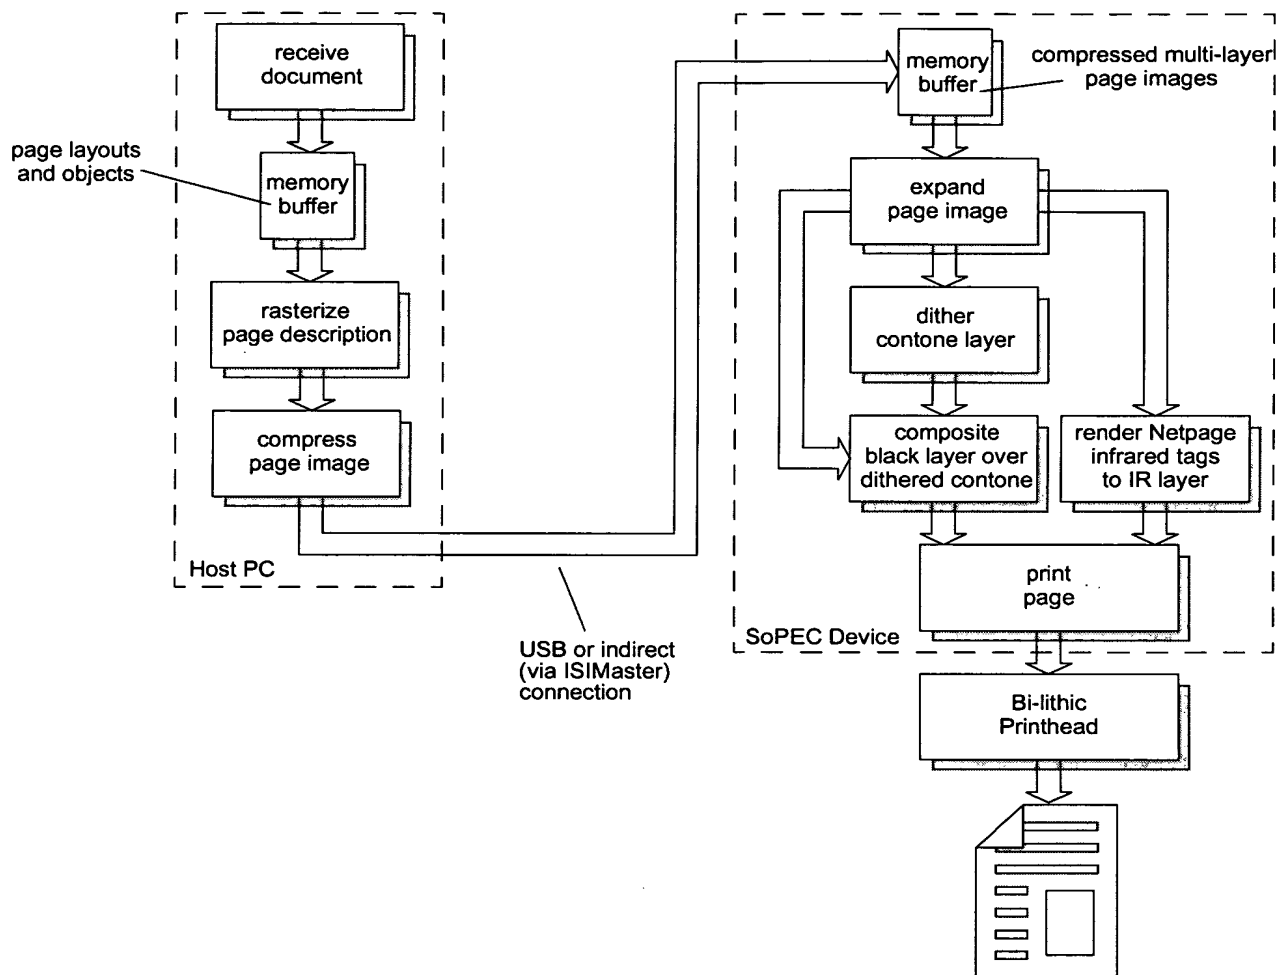 receive
document
page layouts
and objects
memory
buffer
rasterize
page description
compress
page image
Host PC
USB or indirect
(via ISIMaster)
connection
memory
buffer
compressed multi-layer
page images
expand
page image
dither
contone layer
composite
black layer over
dithered contone
render Netpage
infrared tags
to IR layer
print
page
SoPEC Device
Bi-lithic
Printhead